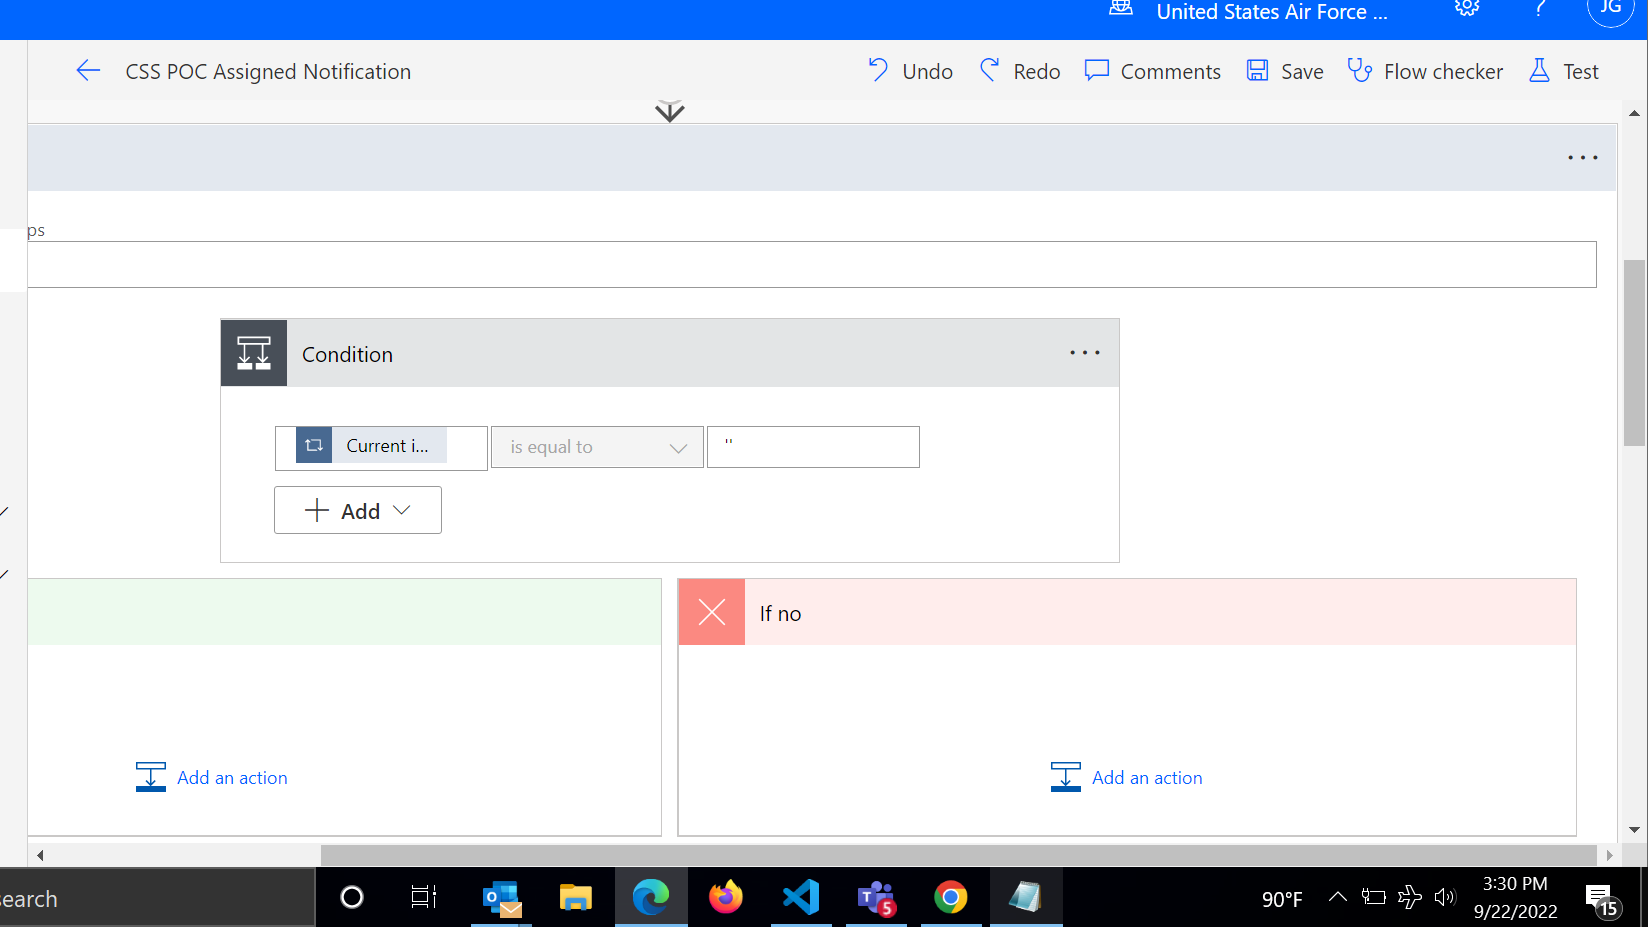 United States Air Force ...
JG
?
CSS POC Assigned Notification
Undo
Redo
Comments
Save
Flow checker
Test
ps
Condition
Current i...
is equal to
''
Add
If no
Add an action
Add an action
earch
5
90°F
3:30 PM
9/22/2022
15